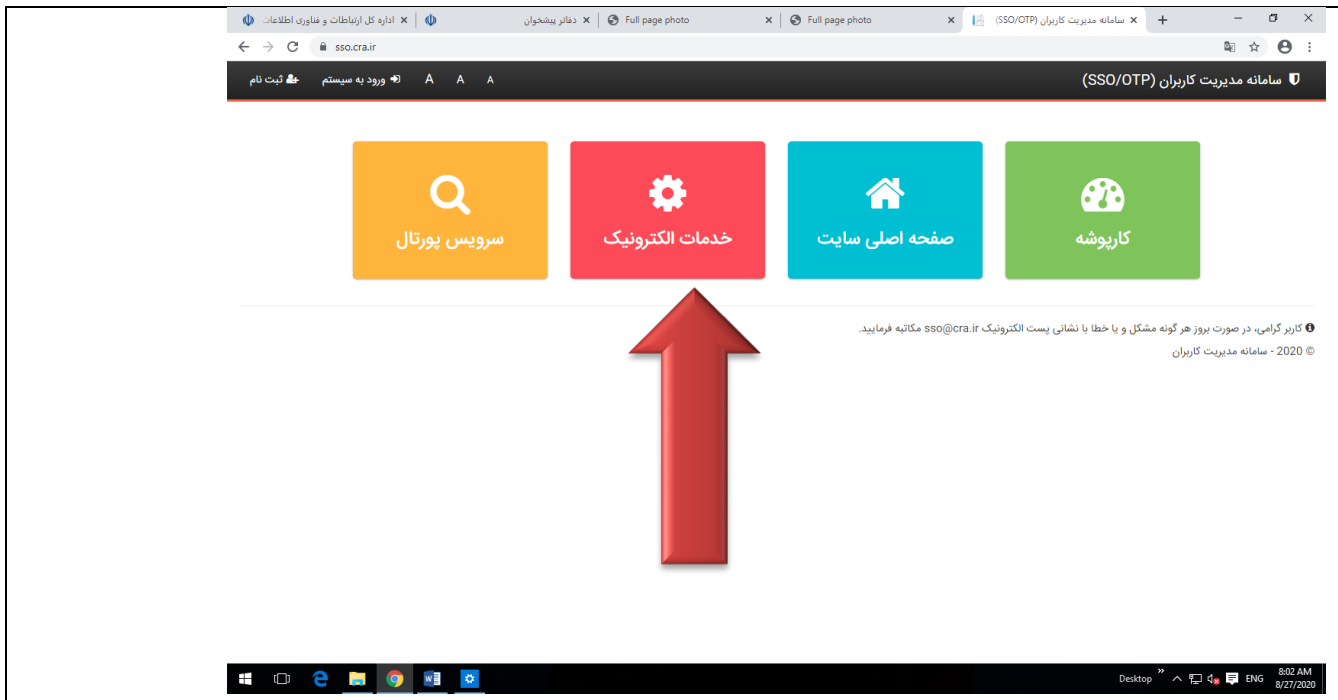 اداره کل ارتباطات و فناوری اطلاعات
دفاتر پیشخوان
Full page photo
Full page photo
سامانه مدیریت کاربران (SSO/OTP)
sso.cra.ir
سامانه مدیریت کاربران (SSO/OTP)
A A A
ورود به سیستم
ثبت نام
کارپوشه
صفحه اصلی سایت
خدمات الکترونیک
سرویس پورتال
کاربر گرامی، در صورت بروز هر گونه مشکل و یا خطا با نشانی پست الکترونیک sso@cra.ir مکاتبه فرمایید.
© 2020 - سامانه مدیریت کاربران
Desktop
ENG
8:02 AM
8/27/2020